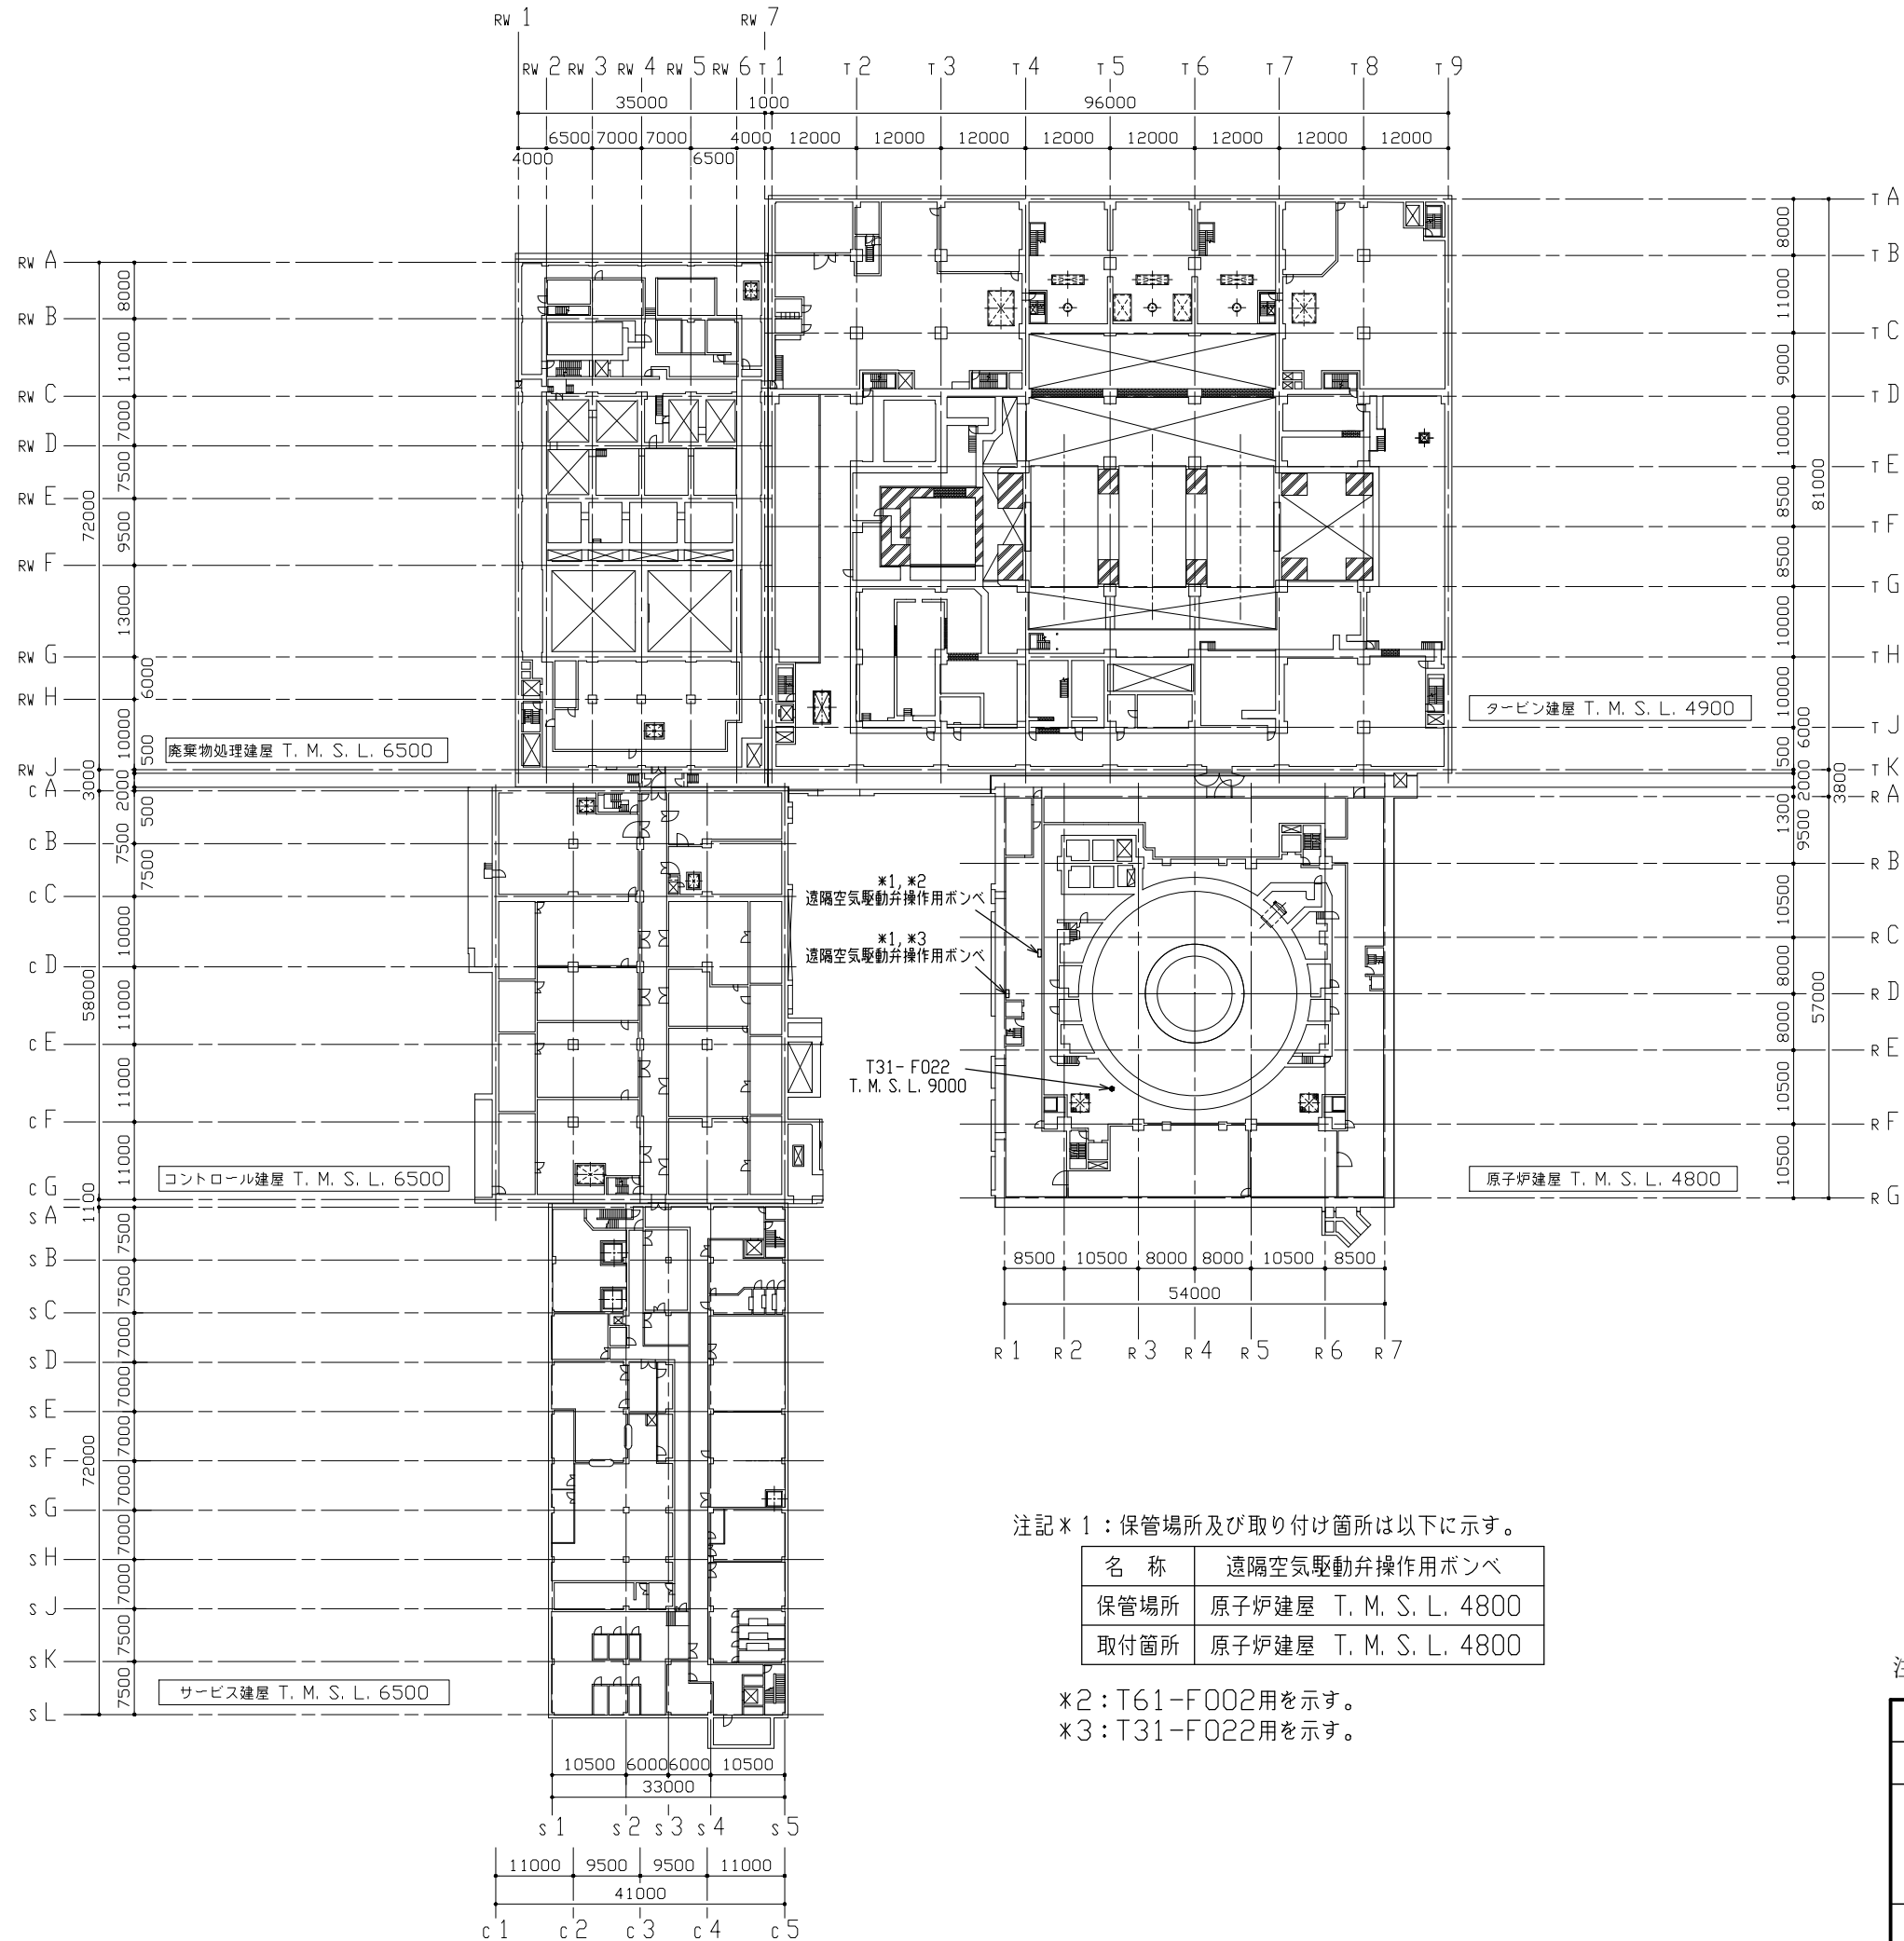 RW 1
RW 7
RW 2 RW 3 RW 4 RW 5 RW 6 T 1 T 2 T 3 T 4 T 5 T 6 T 7 T 8 T 9
35000 1000 96000
6500 7000 7000 4000 12000 12000 12000 12000 12000 12000 12000 12000
4000 6500
RW A
RW B
RW C
RW D
RW E
RW F
RW G
RW H
RW J
8000
11000
7000
7500
9500
13000
6000
10000
500
72000
3000
2000
廃棄物処理建屋 T. M. S. L. 6500
T A
T B
T C
T D
T E
T F
T G
T H
T J
T K
8000
11000
9000
10000
8500
8500
10000
10000
6000
500
81000
2000
3800
タービン建屋 T. M. S. L. 4900
c A
c B
c C
c D
c E
c F
c G
500
7500
7500
10000
11000
11000
11000
58000
1100
コントロール建屋 T. M. S. L. 6500
*1, *2
遠隔空気駆動弁操作用ボンベ
*1, *3
遠隔空気駆動弁操作用ボンベ
T31-F022
T. M. S. L. 9000
R A
R B
R C
R D
R E
R F
R G
1300
9500
10500
8000
8000
10500
10500
57000
原子炉建屋 T. M. S. L. 4800
8500 10500 8000 8000 10500 8500
54000
R 1 R 2 R 3 R 4 R 5 R 6 R 7
s A
s B
s C
s D
s E
s F
s G
s H
s J
s K
s L
7500
7500
7000
7000
7000
7000
7000
7000
7500
7500
72000
サービス建屋 T. M. S. L. 6500
10500 6000 6000 10500
33000
s 1 s 2 s 3 s 4 s 5
11000 9500 9500 11000
41000
c 1 c 2 c 3 c 4 c 5
注記*1:保管場所及び取り付け箇所は以下に示す。
名 称 遠隔空気駆動弁操作用ボンベ
保管場所 原子炉建屋 T. M. S. L. 4800
取付箇所 原子炉建屋 T. M. S. L. 4800
*2:T61-F002用を示す。
*3:T31-F022用を示す。